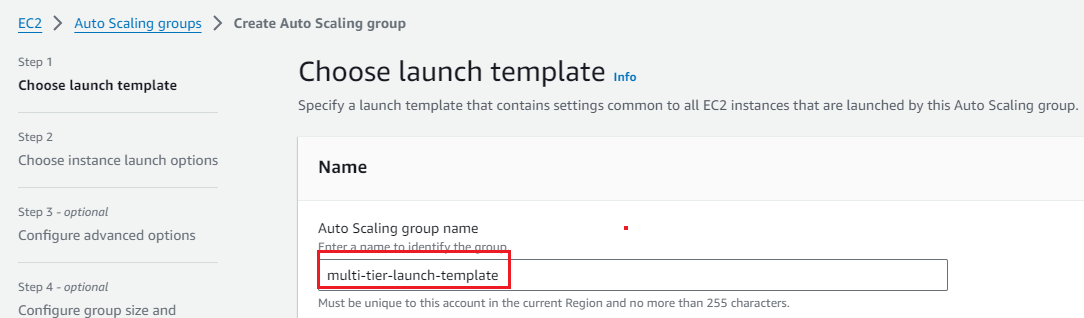 EC2 > Auto Scaling groups > Create Auto Scaling group
Step 1
Choose launch template
Step 2
Choose instance launch options
Step 3 - optional
Configure advanced options
Step 4 - optional
Configure group size and
Choose launch template Info
Specify a launch template that contains settings common to all EC2 instances that are launched by this Auto Scaling group.
Name
Auto Scaling group name
Enter a name to identify the group.
multi-tier-launch-template
Must be unique to this account in the current Region and no more than 255 characters.